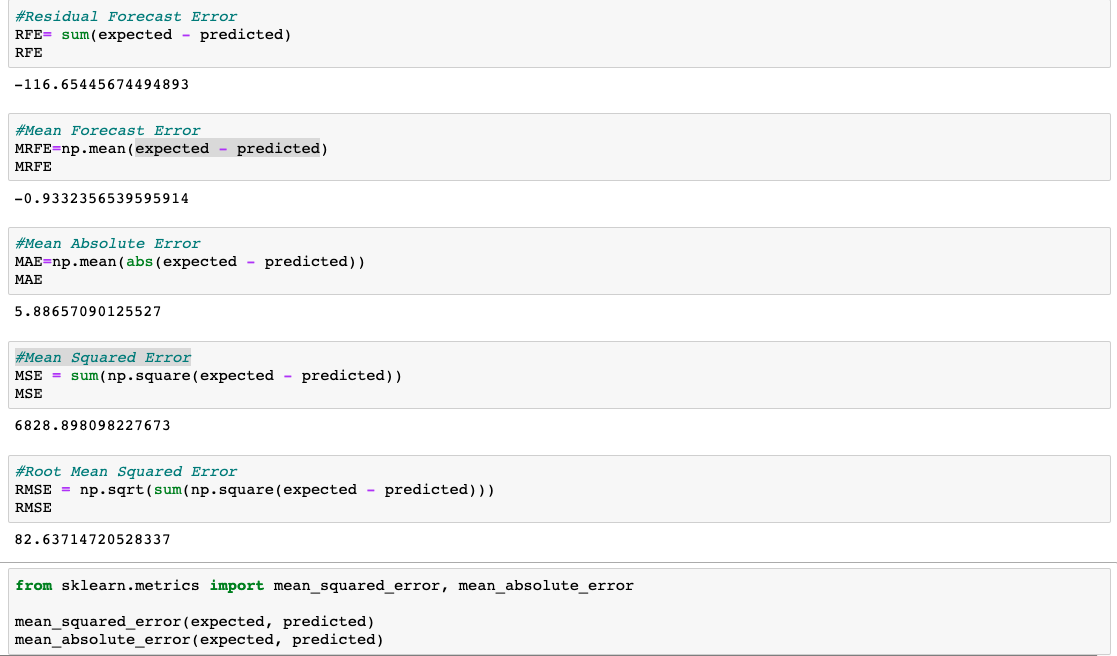 #Residual Forecast Error
RFE= sum(expected - predicted)
RFE
-116.65445674494893
#Mean Forecast Error
MRFE=np.mean(expected - predicted)
MRFE
-0.9332356539595914
#Mean Absolute Error
MAE=np.mean(abs(expected - predicted))
MAE
5.88657090125527
#Mean Squared Error
MSE = sum(np.square(expected - predicted))
MSE
6828.898098227673
#Root Mean Squared Error
RMSE = np.sqrt(sum(np.square(expected - predicted)))
RMSE
82.63714720528337
from sklearn.metrics import mean_squared_error, mean_absolute_error
mean_squared_error(expected, predicted)
mean_absolute_error(expected, predicted)